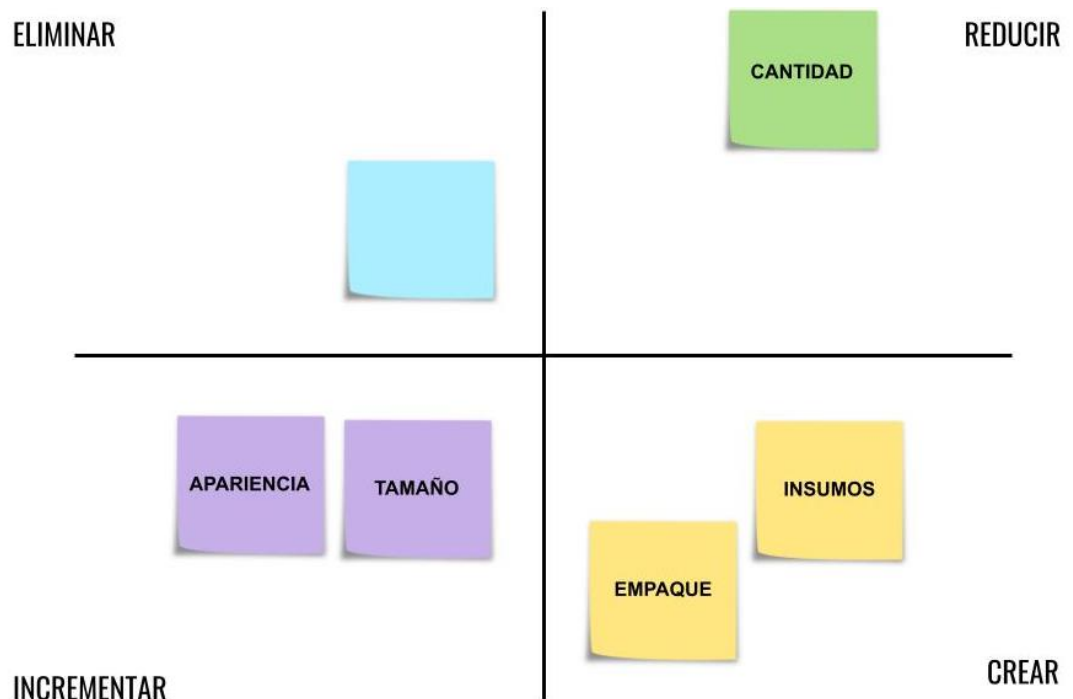 ELIMINAR
REDUCIR
CANTIDAD
APARIENCIA
TAMAÑO
INSUMOS
EMPAQUE
INCREMENTAR
CREAR